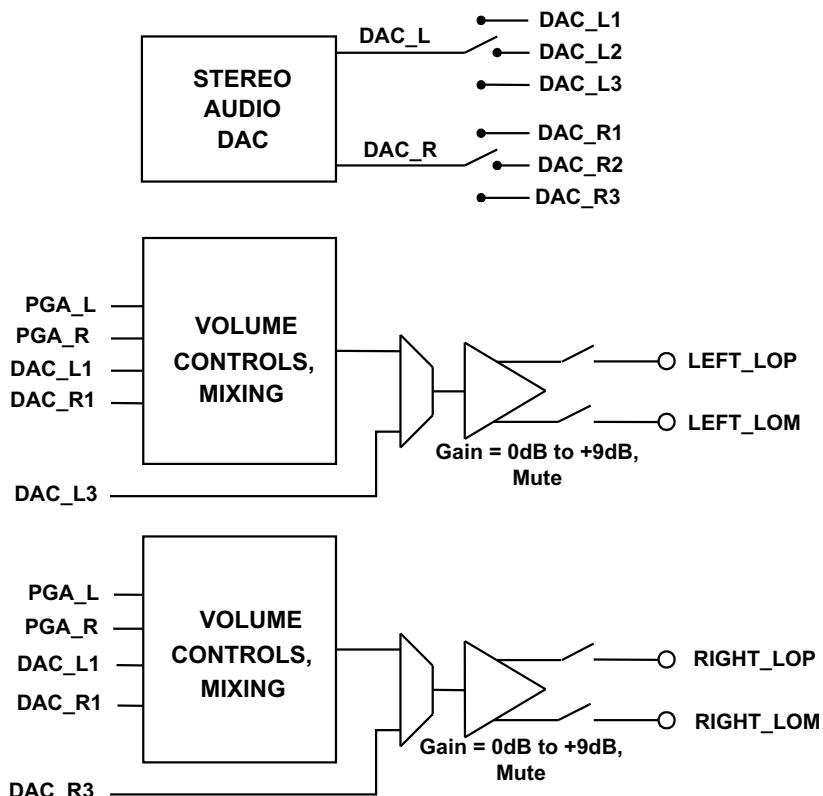 STEREO
AUDIO
DAC
DAC_L
DAC_R
DAC_L1
DAC_L2
DAC_L3
DAC_R1
DAC_R2
DAC_R3
PGA_L
PGA_R
DAC_L1
DAC_R1
DAC_L3
VOLUME
CONTROLS,
MIXING
Gain = 0dB to +9dB,
Mute
LEFT_LOP
LEFT_LOM
PGA_L
PGA_R
DAC_L1
DAC_R1
DAC_R3
VOLUME
CONTROLS,
MIXING
Gain = 0dB to +9dB,
Mute
RIGHT_LOP
RIGHT_LOM